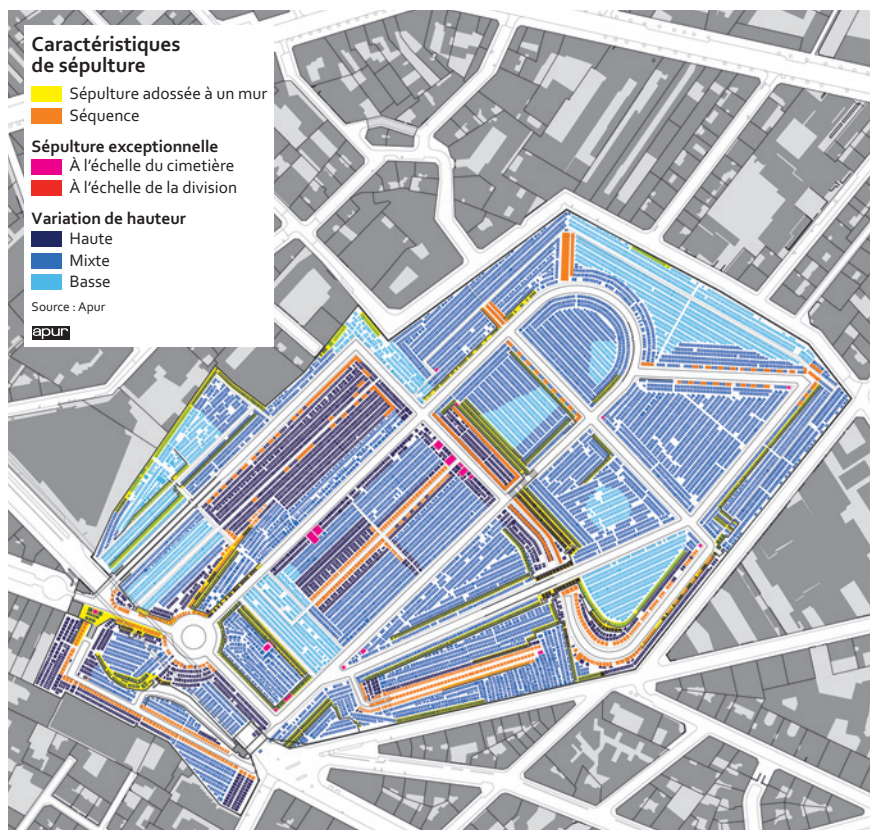 Caractéristiques
de sépulture
Sépulture adossée à un mur
Séquence
Sépulture exceptionnelle
À l'échelle du cimetière
À l'échelle de la division
Variation de hauteur
Haute
Mixte
Basse
Source : Apur
apur